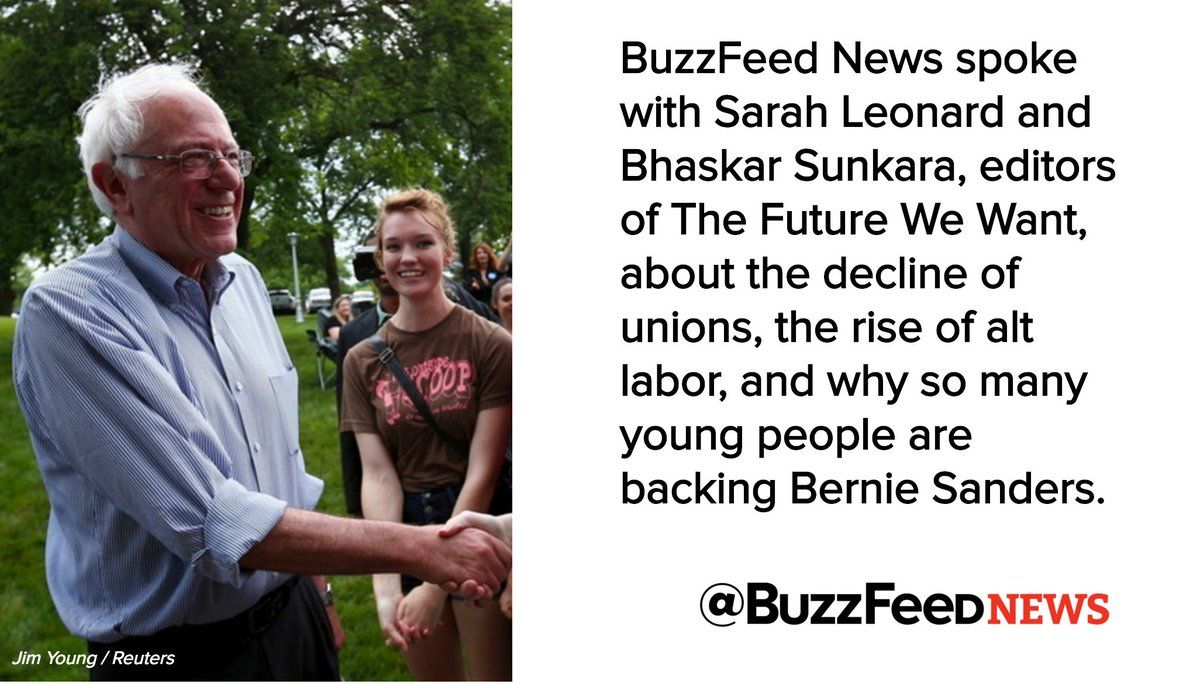 BuzzFeed News spoke
with Sarah Leonard and
Bhaskar Sunkara, editors
of The Future We Want,
about the decline of
unions, the rise of alt
labor, and why so many
young people are
backing Bernie Sanders.
@BuzzFeed NEWS
Jim Young / Reuters